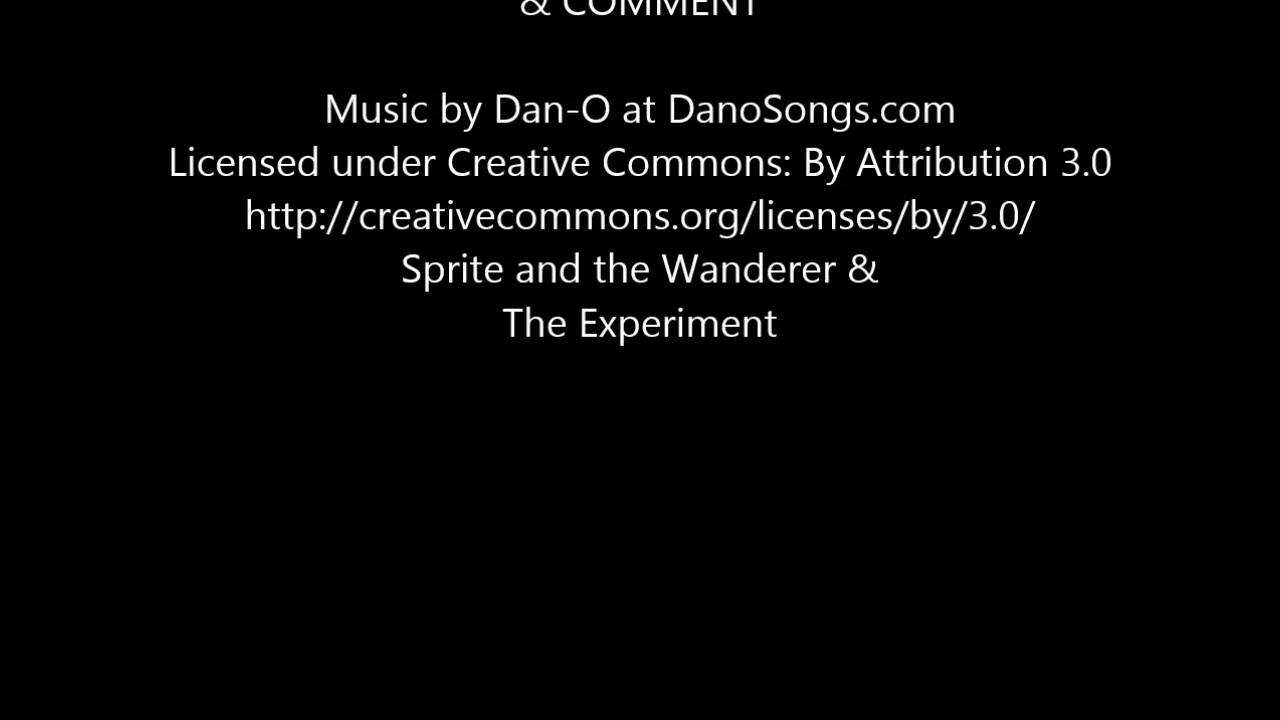 & COMMENT
Music by Dan-O at DanoSongs.com
Licensed under Creative Commons: By Attribution 3.0
http://creativecommons.org/licenses/by/3.0/
Sprite and the Wanderer &
The Experiment